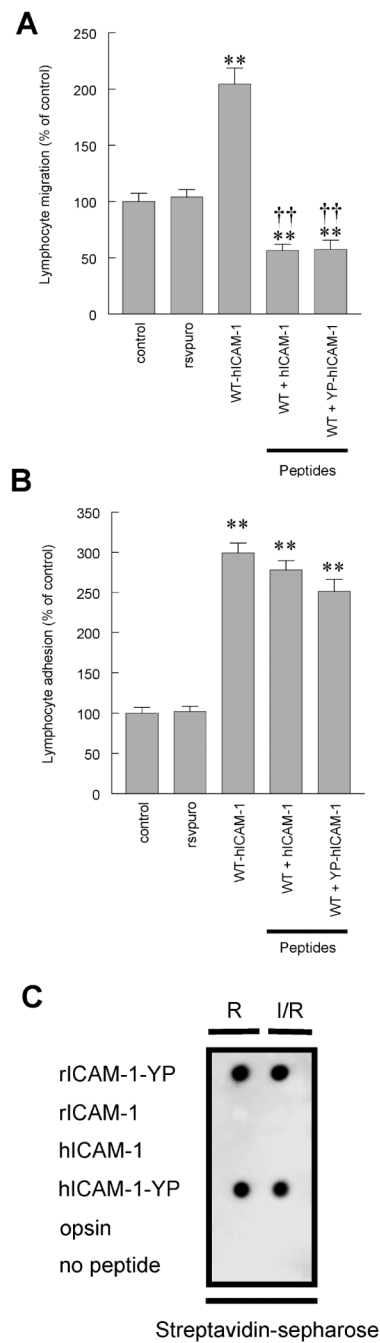 A
Lymphocyte migration (% of control)
250
200
150
100
50
0
**
††
**
††
**
control
rsvpuro
WT-hICAM-1
WT + hICAM-1
WT + YP-hICAM-1
Peptides
B
Lymphocyte adhesion (% of control)
350
300
250
200
150
100
50
0
**
**
**
control
rsvpuro
WT-hICAM-1
WT + hICAM-1
WT + YP-hICAM-1
Peptides
C
R I/R
rICAM-1-YP
rICAM-1
hICAM-1
hICAM-1-YP
opsin
no peptide
Streptavidin-sepharose